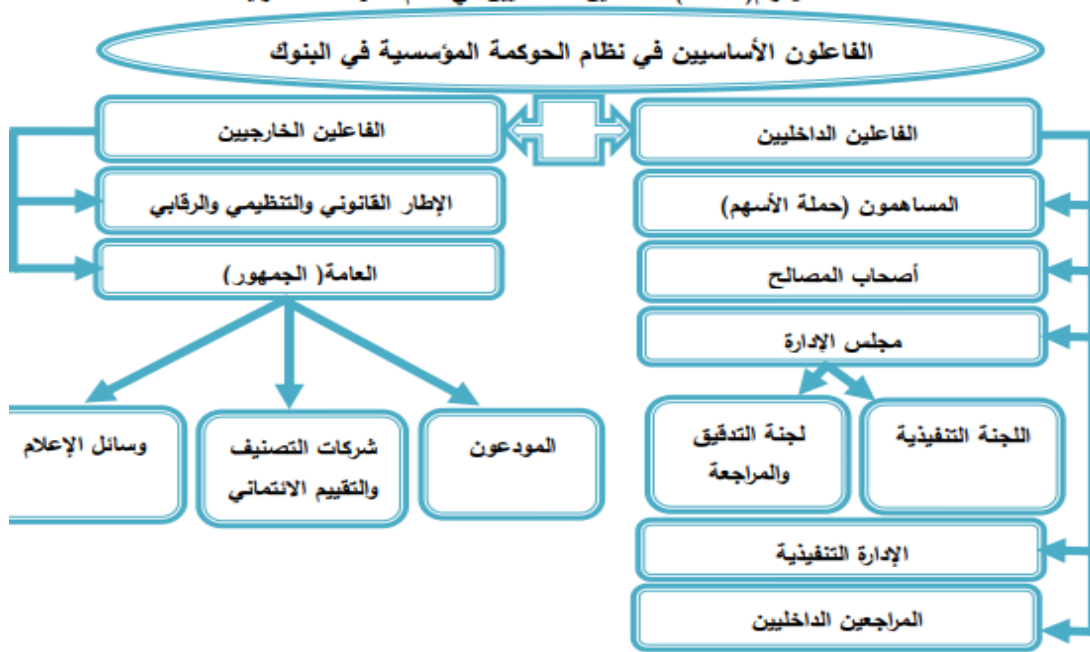 الفاعلون الأساسيين في نظام الحوكمة المؤسسية في البنوك
الفاعلين الداخليين
المساهمون (حملة الأسهم)
أصحاب المصالح
مجلس الإدارة
اللجنة التنفيذية
لجنة التدقيق
والمراجعة
الإدارة التنفيذية
المراجعين الداخليين
الفاعلين الخارجيين
الإطار القانوني والتنظيمي والرقابي
العامة( الجمهور)
المودعون
شركات التصنيف
والتقييم الائتماني
وسائل الإعلام